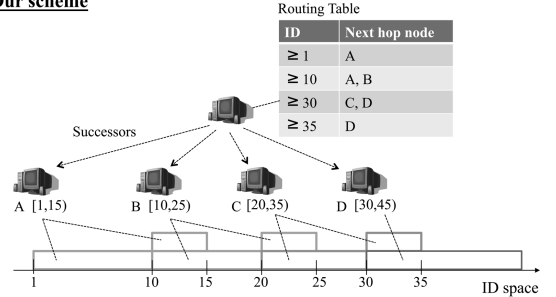 Our scheme
Routing Table
ID Next hop node
≥ 1 A
≥ 10 A, B
≥ 30 C, D
≥ 35 D
Successors
A [1,15) B [10,25) C [20,35) D [30,45)
1 10 15 20 25 30 35
ID space